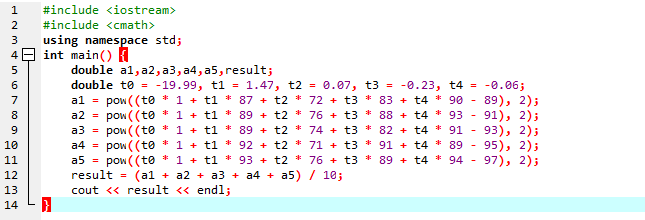 1 #include <iostream>
2 #include <cmath>
3 using namespace std;
4 int main() {
5 double a1,a2,a3,a4,a5,result;
6 double t0 = -19.99, t1 = 1.47, t2 = 0.07, t3 = -0.23, t4 = -0.06;
7 a1 = pow((t0 * 1 + t1 * 87 + t2 * 72 + t3 * 83 + t4 * 90 - 89), 2);
8 a2 = pow((t0 * 1 + t1 * 89 + t2 * 76 + t3 * 88 + t4 * 93 - 91), 2);
9 a3 = pow((t0 * 1 + t1 * 89 + t2 * 74 + t3 * 82 + t4 * 91 - 93), 2);
10 a4 = pow((t0 * 1 + t1 * 92 + t2 * 71 + t3 * 91 + t4 * 89 - 95), 2);
11 a5 = pow((t0 * 1 + t1 * 93 + t2 * 76 + t3 * 89 + t4 * 94 - 97), 2);
12 result = (a1 + a2 + a3 + a4 + a5) / 10;
13 cout << result << endl;
14 }